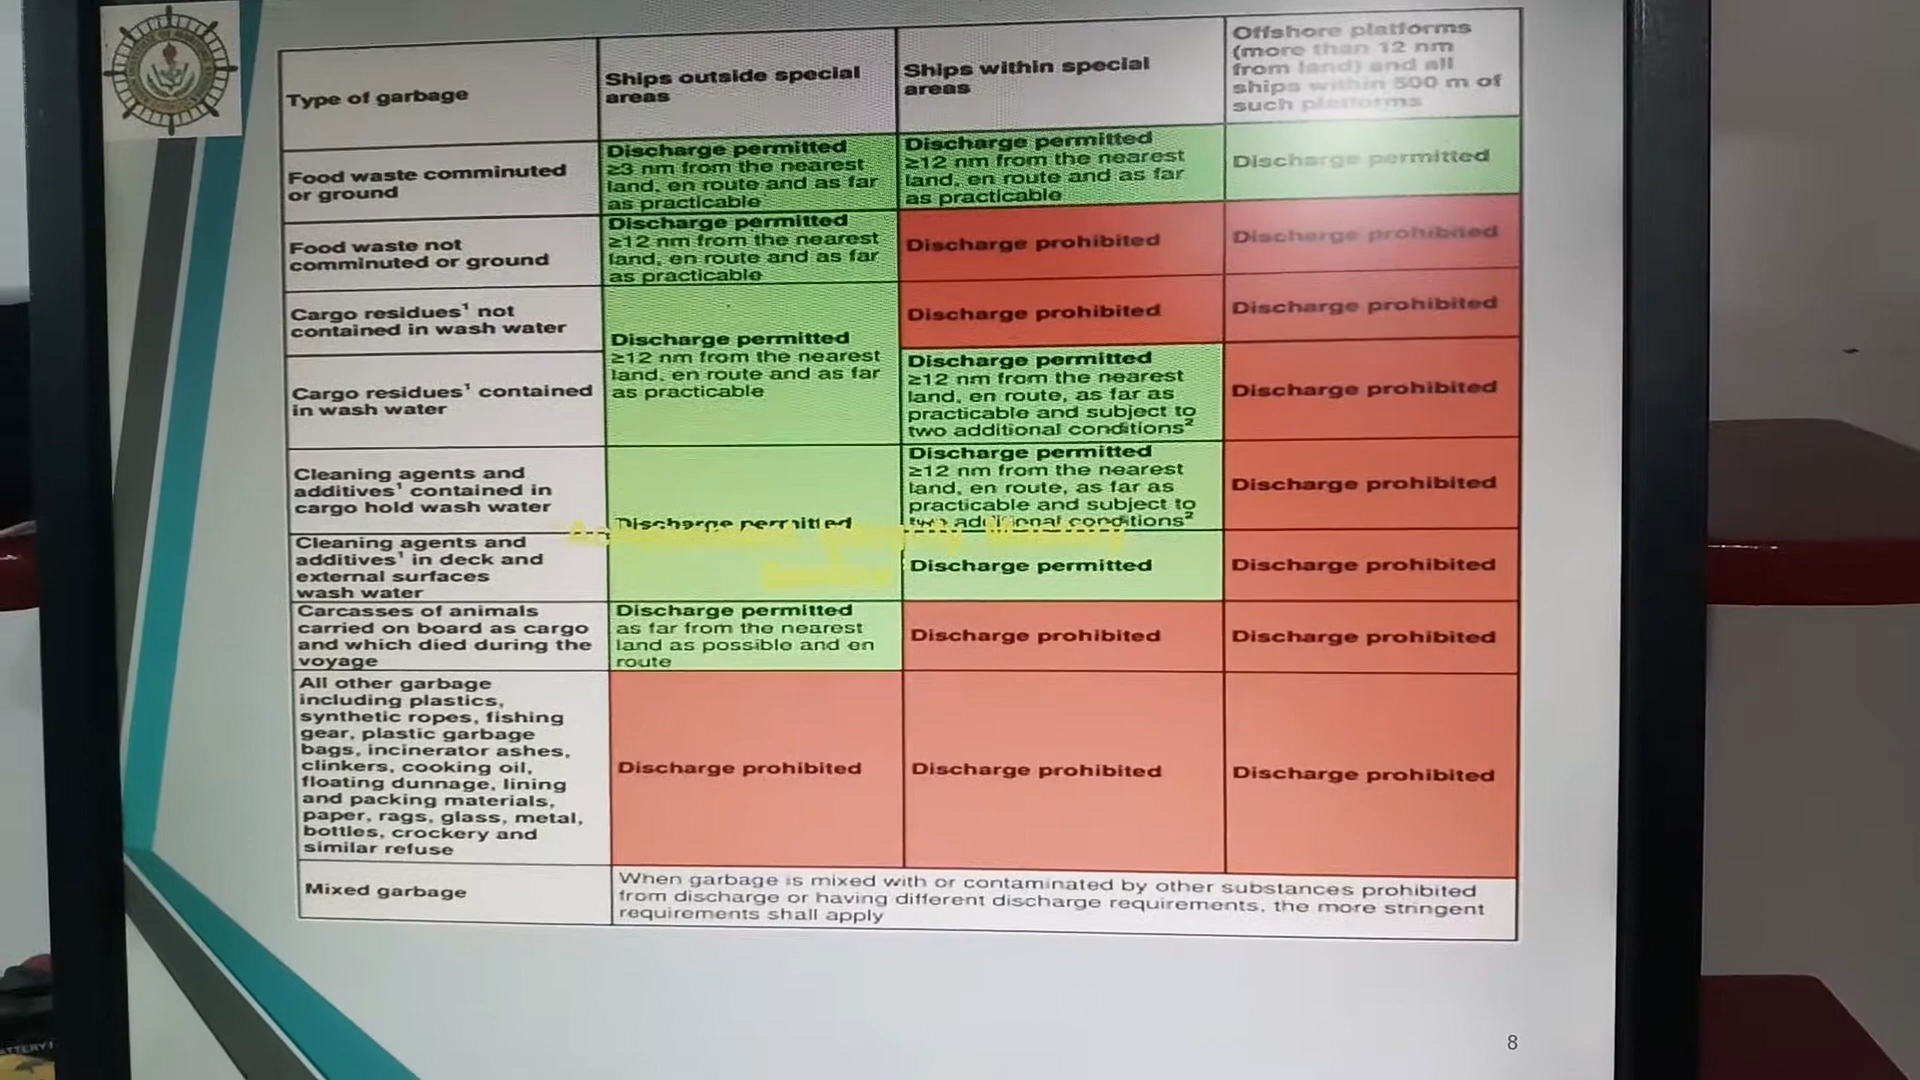 Type of garbage
Ships outside special
areas
Ships within special
areas
Offshore platforms
(more than 12 nm
from land) and all
ships within 500 m of
such platforms
Food waste comminuted
or ground
Discharge permitted
≥3 nm from the nearest
land, en route and as far
as practicable
Discharge permitted
≥12 nm from the nearest
land, en route and as far
as practicable
Discharge permitted
Food waste not
comminuted or ground
Discharge permitted
≥12 nm from the nearest
land, en route and as far
as practicable
Discharge prohibited
Discharge prohibited
Cargo residues¹ not
contained in wash water
Discharge permitted
≥12 nm from the nearest
land, en route and as far
as practicable
Discharge prohibited
Discharge prohibited
Cargo residues¹ contained
in wash water
Discharge permitted
≥12 nm from the nearest
land, en route, as far as
practicable and subject to
two additional conditions²
Discharge prohibited
Cleaning agents and
additives¹ contained in
cargo hold wash water
Discharge permitted
Discharge permitted
≥12 nm from the nearest
land, en route, as far as
practicable and subject to
two additional conditions²
Discharge prohibited
Cleaning agents and
additives¹ in deck and
external surfaces
wash water
Discharge permitted
Discharge prohibited
Carcasses of animals
carried on board as cargo
and which died during the
voyage
Discharge permitted
as far from the nearest
land as possible and en
route
Discharge prohibited
Discharge prohibited
All other garbage
including plastics,
synthetic ropes, fishing
gear, plastic garbage
bags, incinerator ashes,
clinkers, cooking oil,
floating dunnage, lining
and packing materials,
paper, rags, glass, metal,
bottles, crockery and
similar refuse
Discharge prohibited
Discharge prohibited
Discharge prohibited
Mixed garbage
When garbage is mixed with or contaminated by other substances prohibited
from discharge or having different discharge requirements, the more stringent
requirements shall apply
8